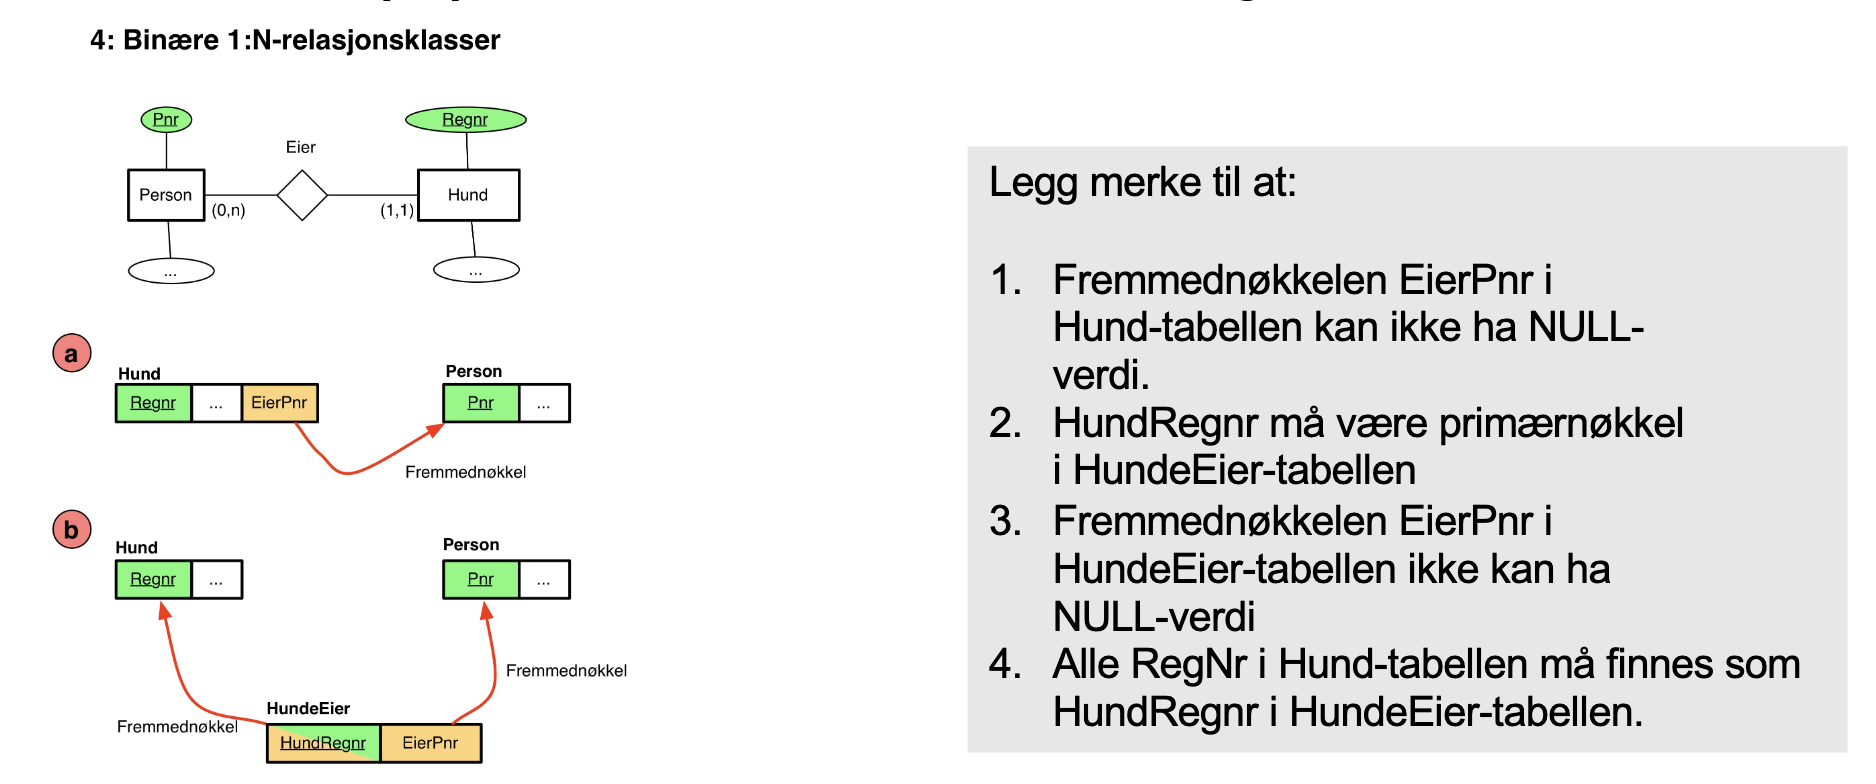 4: Binære 1:N-relasjonsklasser
Pnr
Regnr
Eier
Person
Hund
(0,n)
(1,1)
...
...
a
Hund
Person
Regnr
...
EierPnr
Pnr
...
Fremmednøkkel
b
Hund
Person
Regnr
...
Pnr
...
Fremmednøkkel
HundeEier
Fremmednøkkel
HundRegnr
EierPnr
Legg merke til at:
1. Fremmednøkkelen EierPnr i
Hund-tabellen kan ikke ha NULL-
verdi.
2. HundRegnr må være primærnøkkel
i HundeEier-tabellen
3. Fremmednøkkelen EierPnr i
HundeEier-tabellen ikke kan ha
NULL-verdi
4. Alle RegNr i Hund-tabellen må finnes som
HundRegnr i HundeEier-tabellen.